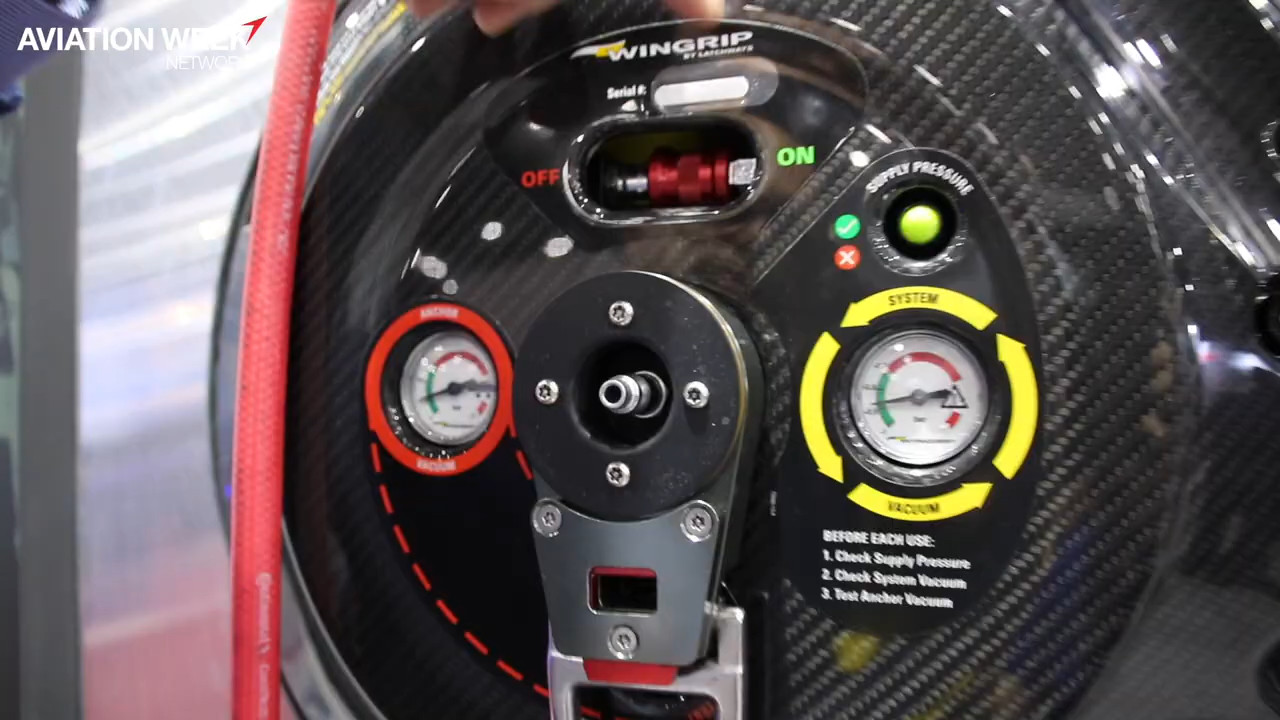 AVIATION WEEK
NETWORK
WINGRIP
BY LATCHWAYS
Serial #:
OFF
ON
SUPPLY PRESSURE
SYSTEM
VACUUM
ANCHOR
VACUUM
BEFORE EACH USE:
1. Check Supply Pressure
2. Check System Vacuum
3. Test Anchor Vacuum